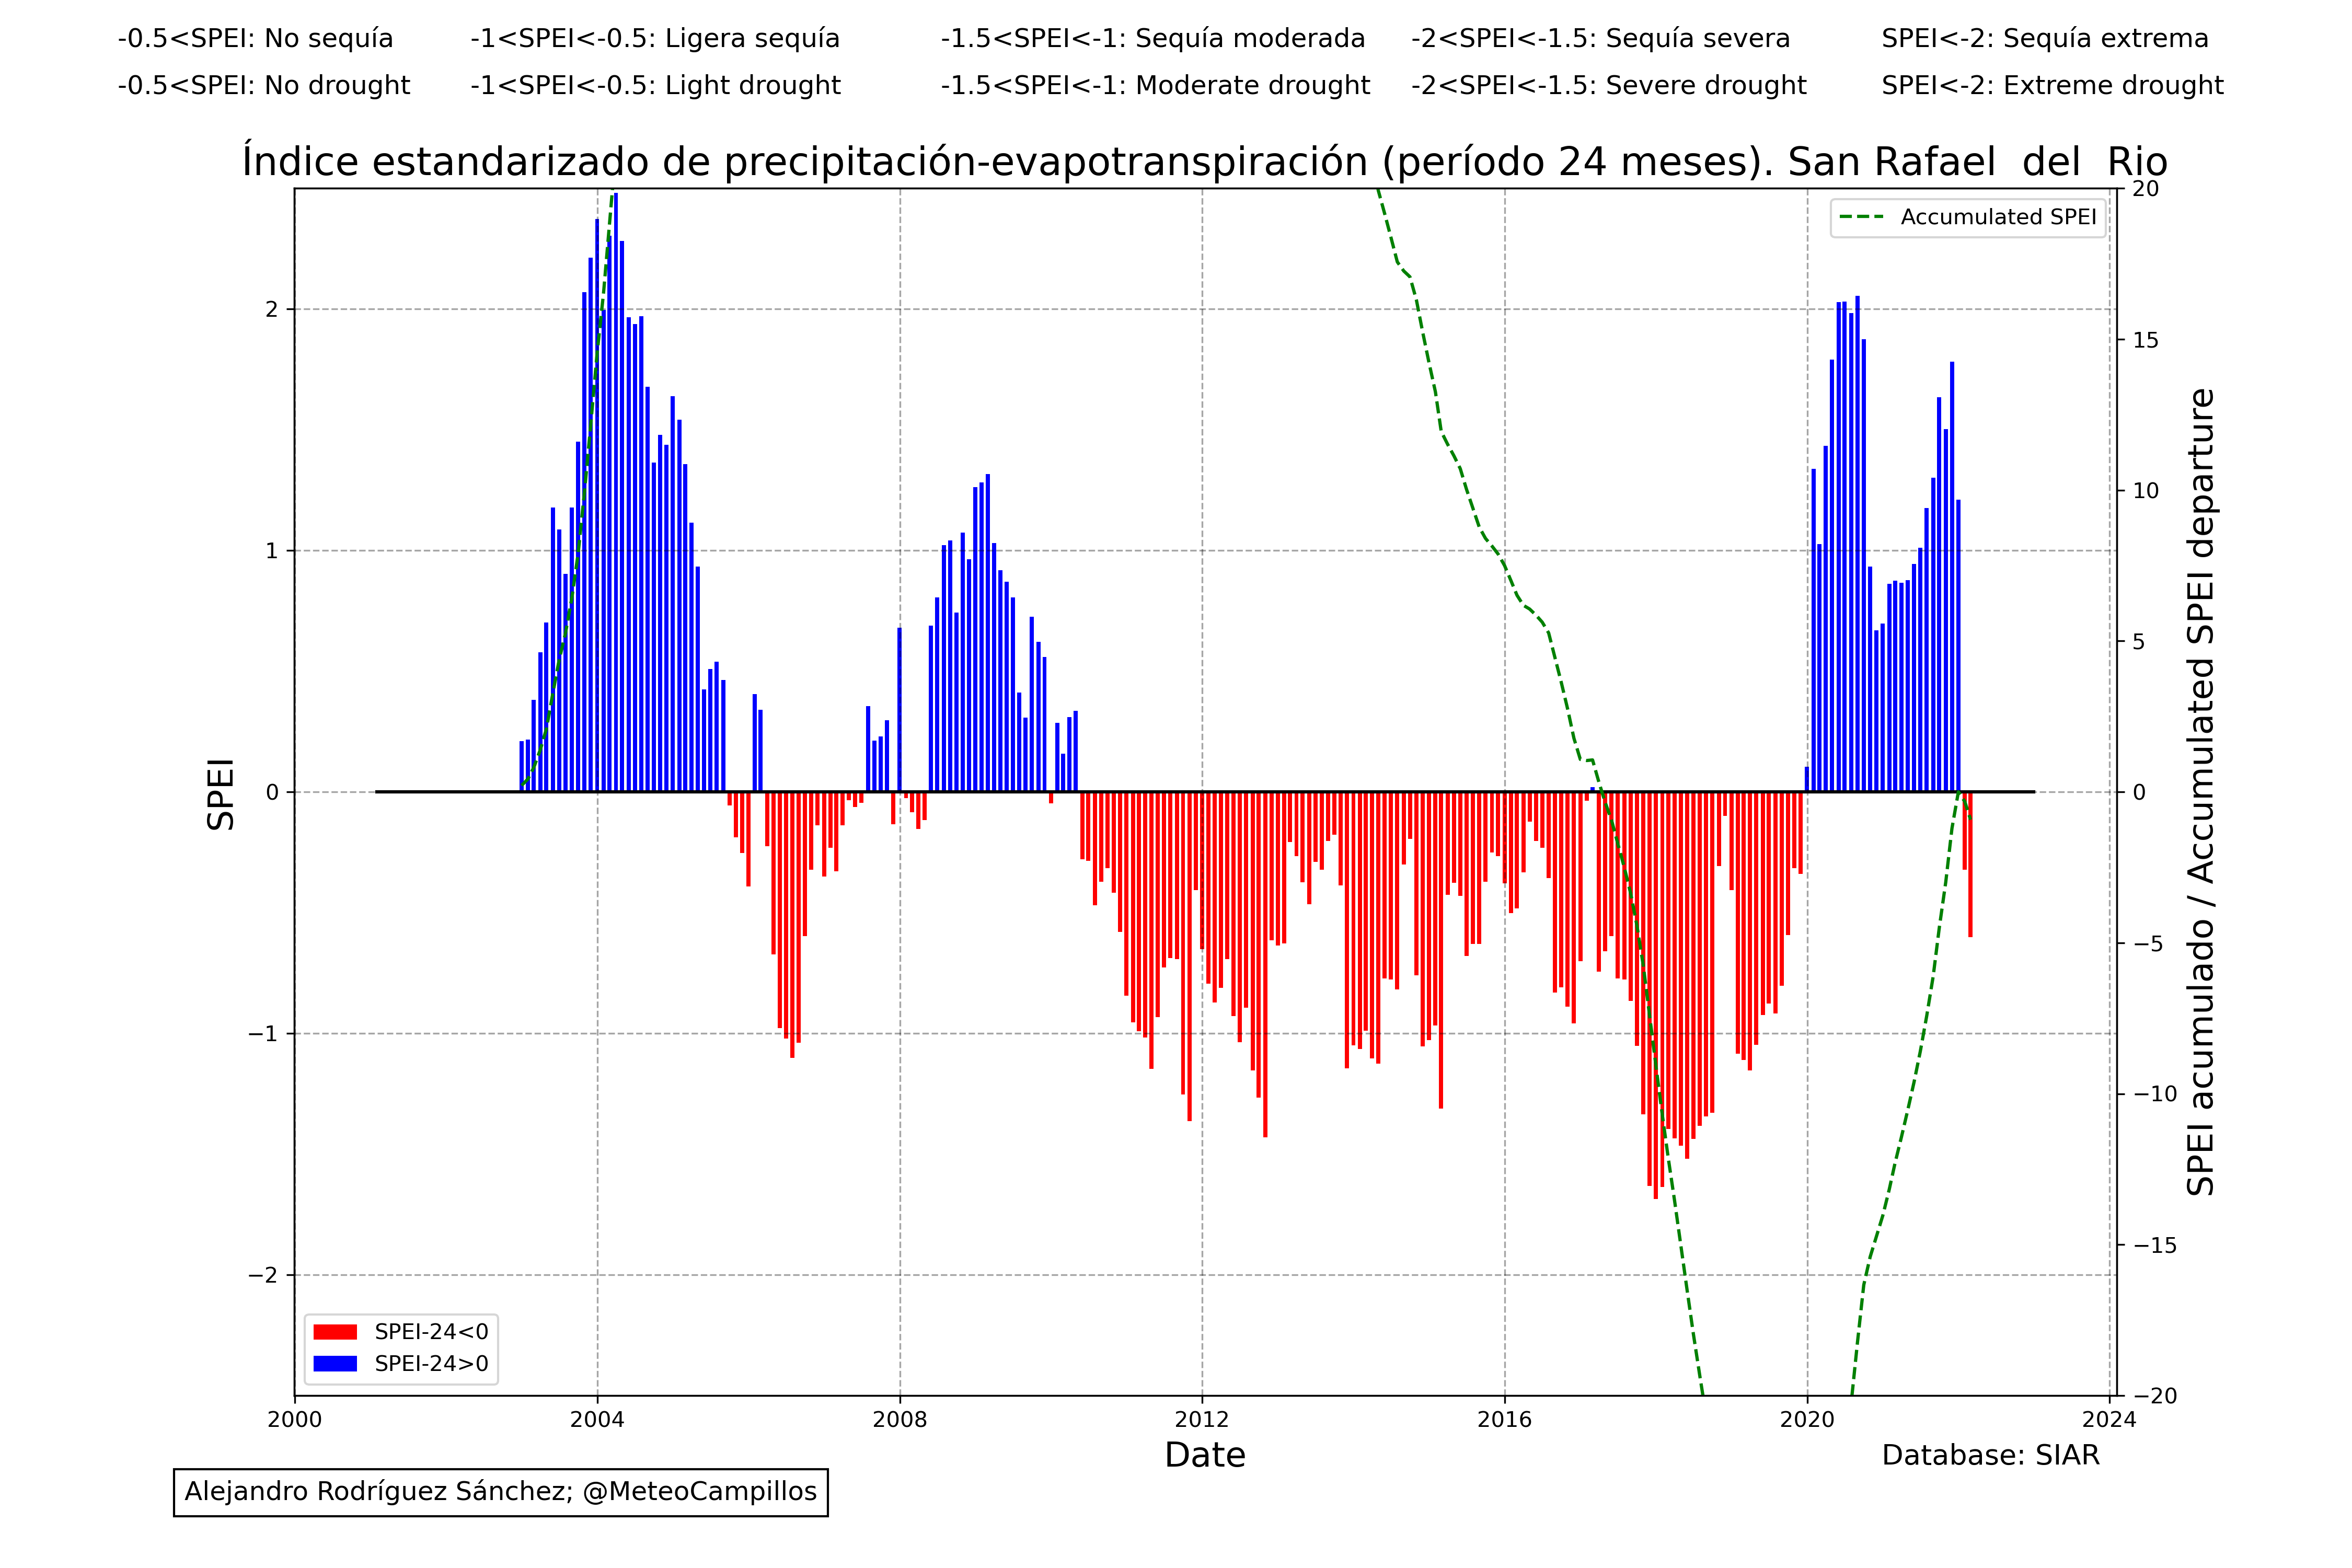 -0.5<SPEI: No sequía -1<SPEI<-0.5: Ligera sequía -1.5<SPEI<-1: Sequía moderada -2<SPEI<-1.5: Sequía severa SPEI<-2: Sequía extrema
-0.5<SPEI: No drought -1<SPEI<-0.5: Light drought -1.5<SPEI<-1: Moderate drought -2<SPEI<-1.5: Severe drought SPEI<-2: Extreme drought
Índice estandarizado de precipitación-evapotranspiración (período 24 meses). San Rafael  del  Rio
Accumulated SPEI
SPEI
2
1
0
−1
−2
20
15
10
5
0
−5
−10
−15
−20
SPEI acumulado / Accumulated SPEI departure
SPEI-24<0
SPEI-24>0
2000 2004 2008 2012 2016 2020 2024
Date
Database: SIAR
Alejandro Rodríguez Sánchez; @MeteoCampillos